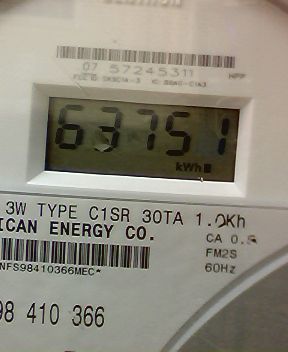 07 57245311
HPP
63751
kWh
3W TYPE C1SR 30TA 1.0Kh
ICAN ENERGY CO.
CA 0.5
FM2S
NFS98410366MEC*
60Hz
98 410 366